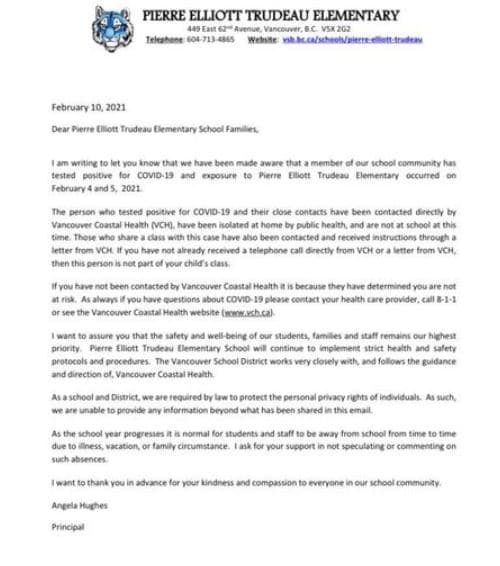 PIERRE ELLIOTT TRUDEAU ELEMENTARY
449 East 62nd Avenue, Vancouver, B.C. V5X 2G2
Telephone: 604-713-4865 Website: vsb.bc.ca/schools/pierre-elliott-trudeau
February 10, 2021
Dear Pierre Elliott Trudeau Elementary School Families,
I am writing to let you know that we have been made aware that a member of our school community has
tested positive for COVID-19 and exposure to Pierre Elliott Trudeau Elementary occurred on
February 4 and 5, 2021.
The person who tested positive for COVID-19 and their close contacts have been contacted directly by
Vancouver Coastal Health (VCH), have been isolated at home by public health, and are not at school at this
time. Those who share a class with this case have also been contacted and received instructions through a
letter from VCH. If you have not already received a telephone call directly from VCH or a letter from VCH,
then this person is not part of your child's class.
If you have not been contacted by Vancouver Coastal Health it is because they have determined you are not
at risk. As always if you have questions about COVID-19 please contact your health care provider, call 8-1-1
or see the Vancouver Coastal Health website (www.vch.ca).
I want to assure you that the safety and well-being of our students, families and staff remains our highest
priority. Pierre Elliott Trudeau Elementary School will continue to implement strict health and safety
protocols and procedures. The Vancouver School District works very closely with, and follows the guidance
and direction of, Vancouver Coastal Health.
As a school and District, we are required by law to protect the personal privacy rights of individuals. As such,
we are unable to provide any information beyond what has been shared in this email.
As the school year progresses it is normal for students and staff to be away from school from time to time
due to illness, vacation, or family circumstance. I ask for your support in not speculating or commenting on
such absences.
I want to thank you in advance for your kindness and compassion to everyone in our school community.
Angela Hughes
Principal